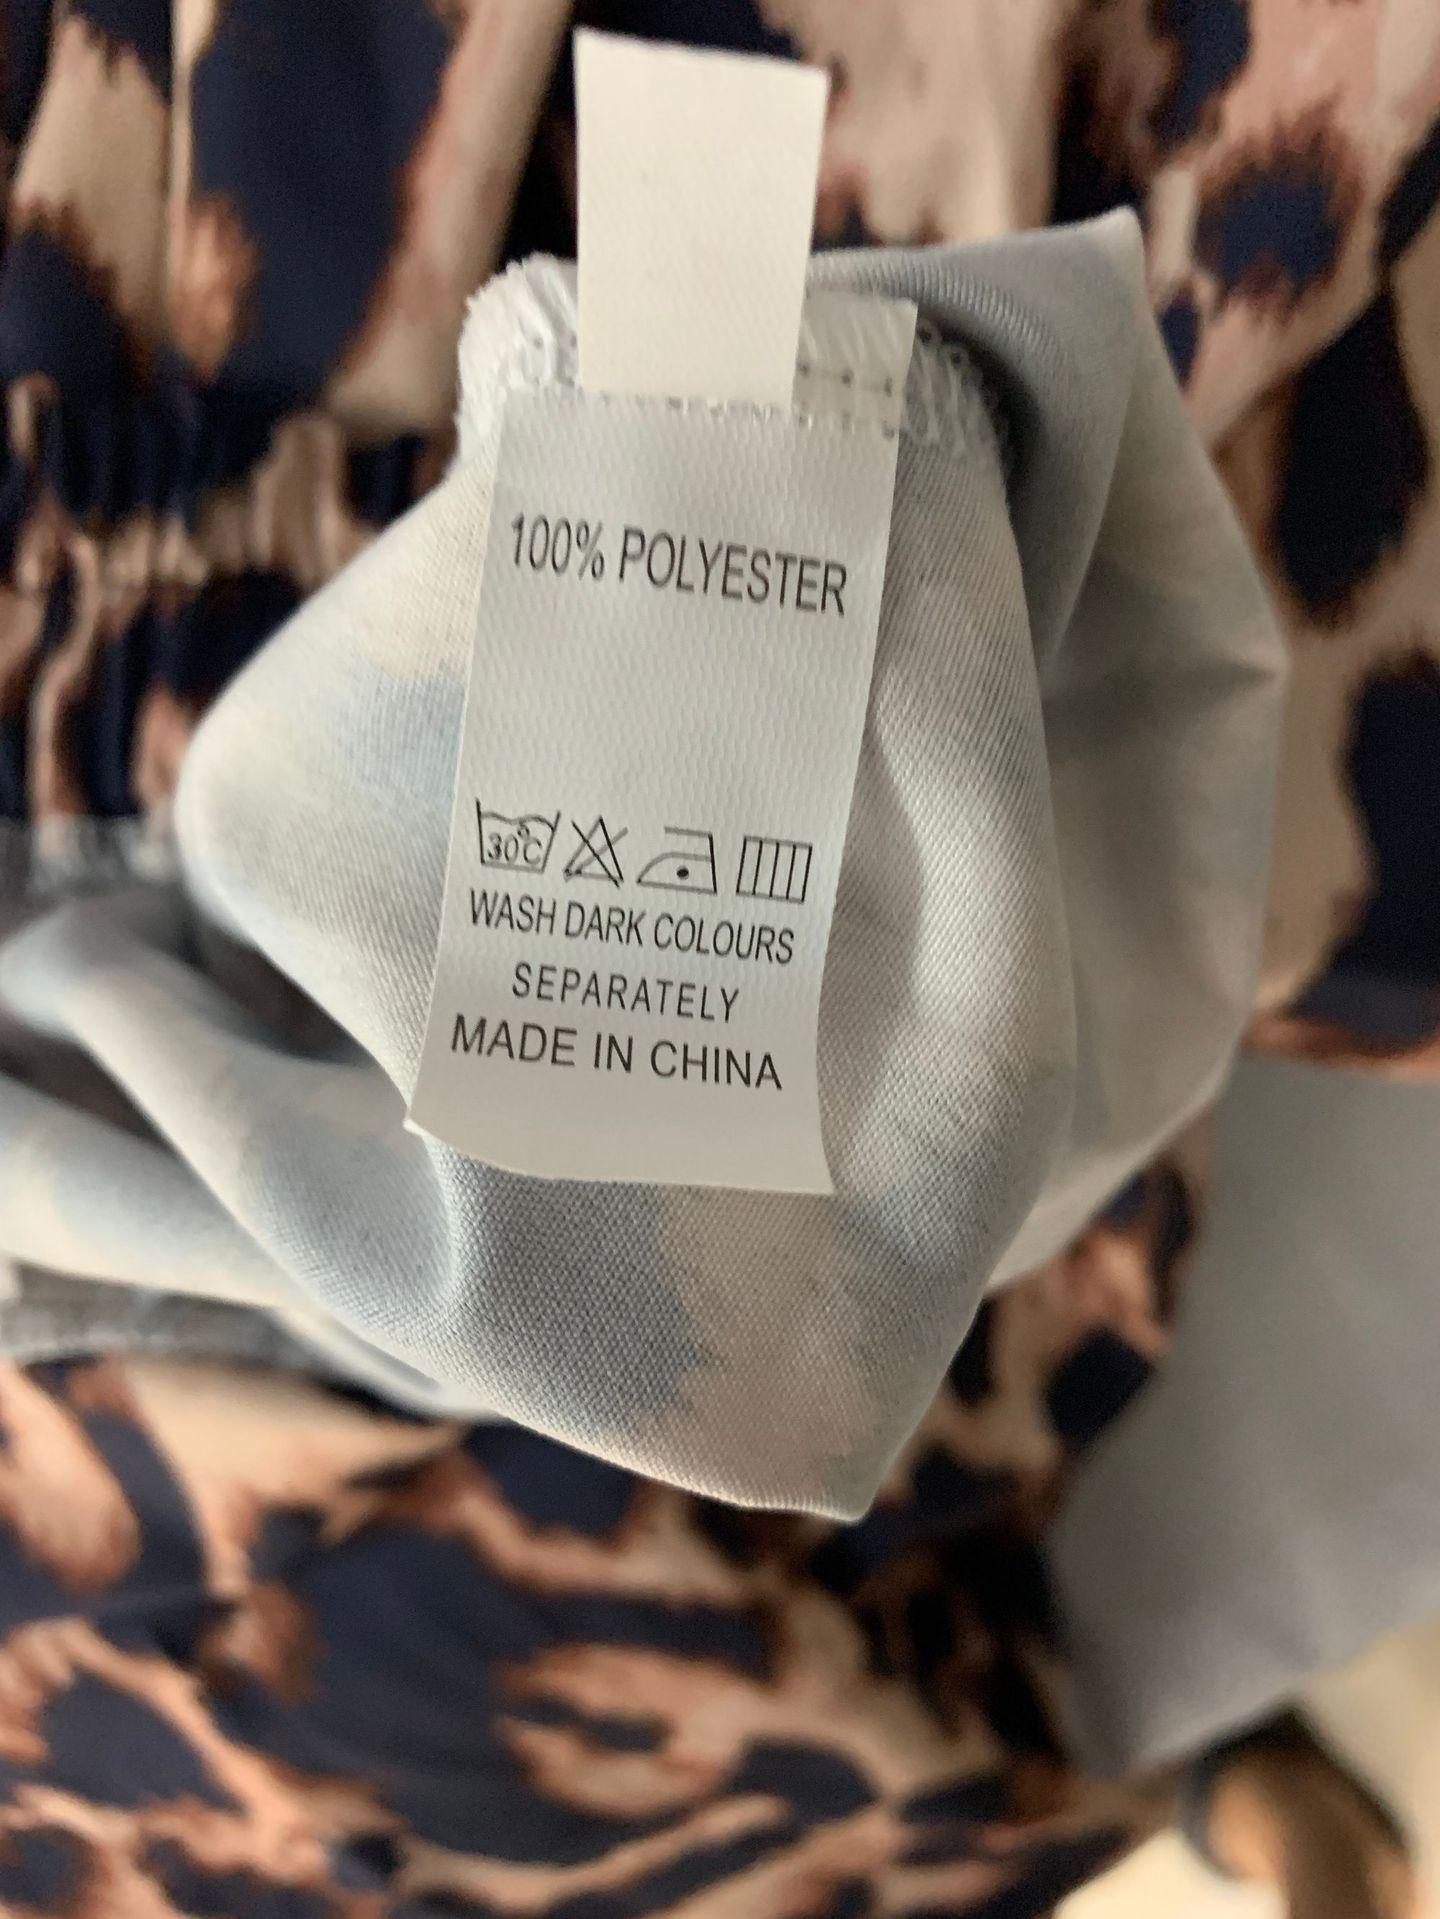 100% POLYESTER
30°C
WASH DARK COLOURS
SEPARATELY
MADE IN CHINA